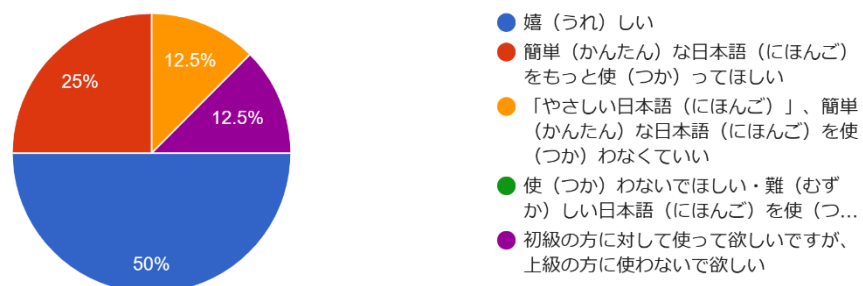 12.5%
25%
12.5%
50%
嬉（うれ）しい
簡単（かんたん）な日本語（にほんご）
をもっと使（つか）ってほしい
「やさしい日本語（にほんご）」、簡単
（かんたん）な日本語（にほんご）を使
（つか）わなくていい
使（つか）わないでほしい・難（むず
か）しい日本語（にほんご）を使（つ…
初級の方に対して使って欲しいですが、
上級の方に使わないで欲しい